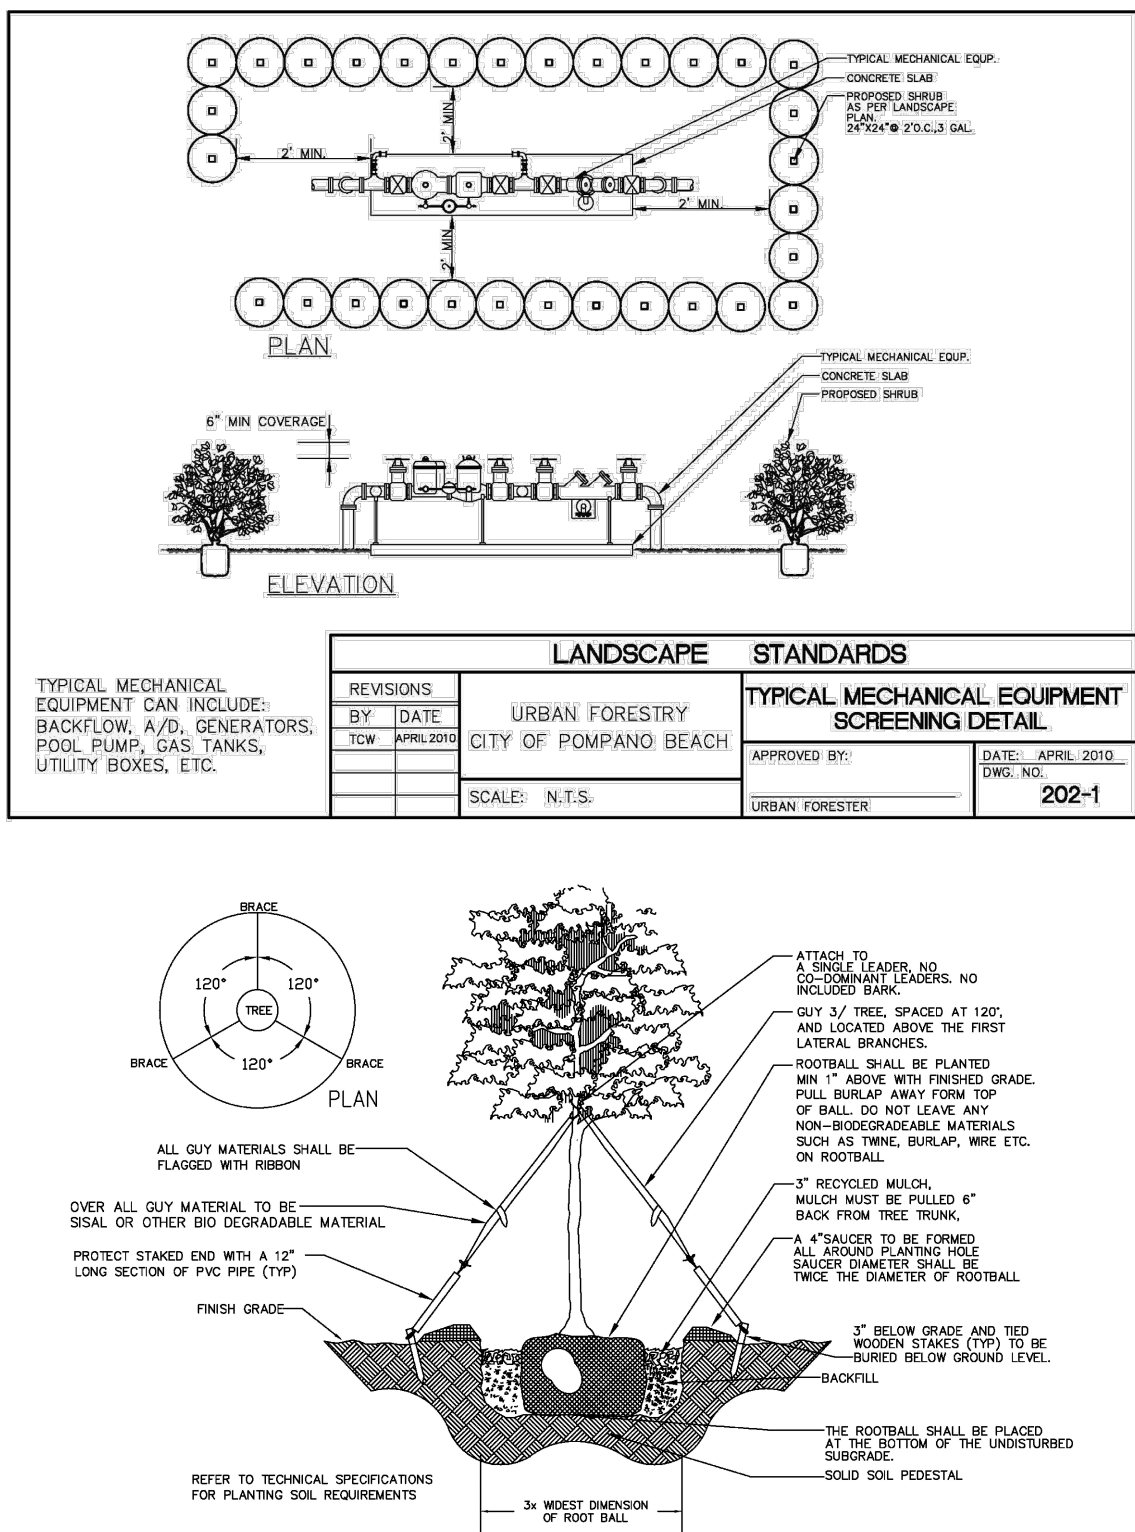 TYPICAL MECHANICAL EQUP.
CONCRETE SLAB
PROPOSED SHRUB
AS PER LANDSCAPE
PLAN.
24"X24"@ 2'O.C.,3 GAL.
2' MIN.
2' MIN.
2' MIN.
2' MIN.
PLAN
TYPICAL MECHANICAL EQUP.
CONCRETE SLAB
PROPOSED SHRUB
6" MIN COVERAGE
ELEVATION
TYPICAL MECHANICAL
EQUIPMENT CAN INCLUDE:
BACKFLOW, A/D, GENERATORS,
POOL PUMP, GAS TANKS,
UTILITY BOXES, ETC.
LANDSCAPE STANDARDS
REVISIONS
BY DATE
TCW APRIL 2010
URBAN FORESTRY
CITY OF POMPANO BEACH
SCALE: N.T.S.
TYPICAL MECHANICAL EQUIPMENT
SCREENING DETAIL
APPROVED BY:
URBAN FORESTER
DATE: APRIL 2010
DWG. NO.
202-1
BRACE
120° 120°
TREE
120°
BRACE BRACE
PLAN
ATTACH TO
A SINGLE LEADER, NO
CO-DOMINANT LEADERS. NO
INCLUDED BARK.
GUY 3/ TREE, SPACED AT 120°,
AND LOCATED ABOVE THE FIRST
LATERAL BRANCHES.
ROOTBALL SHALL BE PLANTED
MIN 1" ABOVE WITH FINISHED GRADE.
PULL BURLAP AWAY FORM TOP
OF BALL. DO NOT LEAVE ANY
NON-BIODEGRADEABLE MATERIALS
SUCH AS TWINE, BURLAP, WIRE ETC.
ON ROOTBALL
3" RECYCLED MULCH,
MULCH MUST BE PULLED 6"
BACK FROM TREE TRUNK,
A 4"SAUCER TO BE FORMED
ALL AROUND PLANTING HOLE
SAUCER DIAMETER SHALL BE
TWICE THE DIAMETER OF ROOTBALL
3" BELOW GRADE AND TIED
WOODEN STAKES (TYP) TO BE
BURIED BELOW GROUND LEVEL.
BACKFILL
THE ROOTBALL SHALL BE PLACED
AT THE BOTTOM OF THE UNDISTURBED
SUBGRADE.
SOLID SOIL PEDESTAL
ALL GUY MATERIALS SHALL BE
FLAGGED WITH RIBBON
OVER ALL GUY MATERIAL TO BE
SISAL OR OTHER BIO DEGRADABLE MATERIAL
PROTECT STAKED END WITH A 12"
LONG SECTION OF PVC PIPE (TYP)
FINISH GRADE
REFER TO TECHNICAL SPECIFICATIONS
FOR PLANTING SOIL REQUIREMENTS
3x WIDEST DIMENSION
OF ROOT BALL